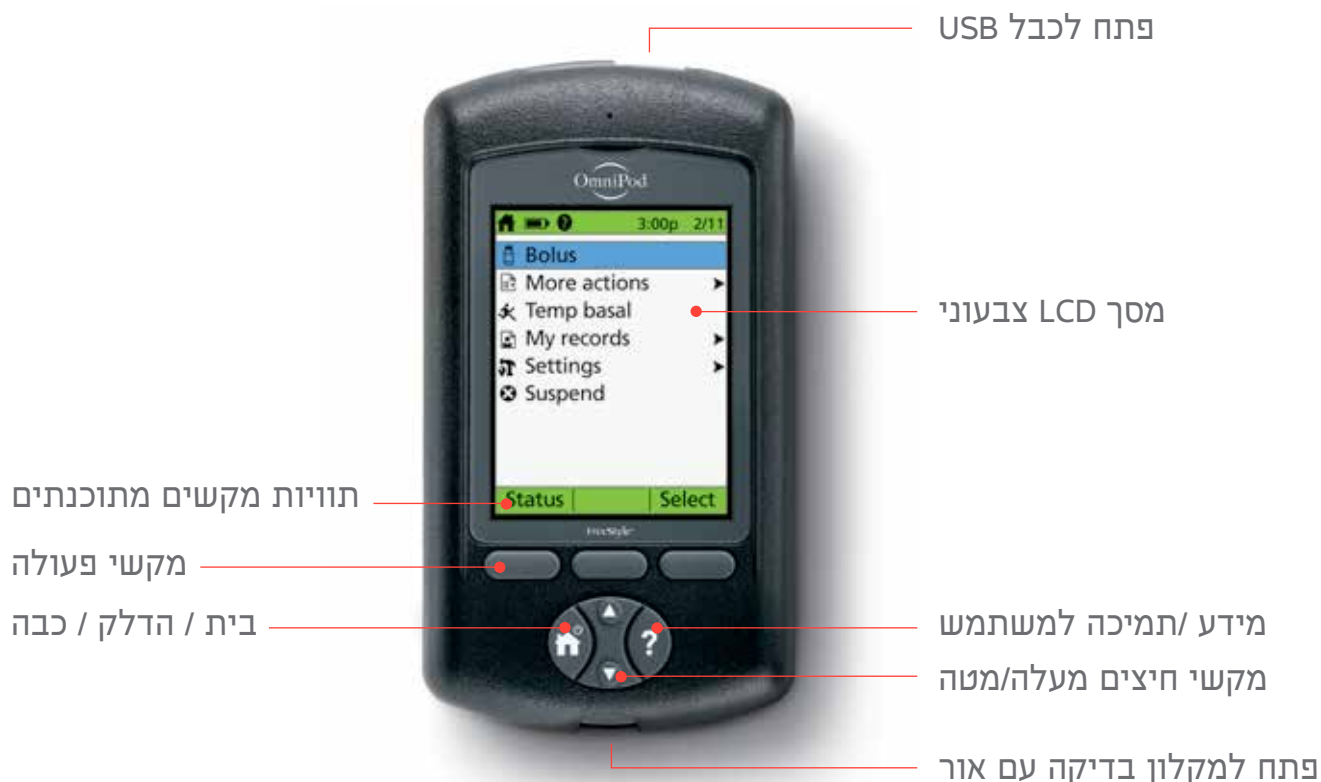 פתח לכבל USB
OmniPod
3:00p 2/11
Bolus
More actions
מסך LCD צבעוני
Temp basal
My records
Settings
Suspend
תוויות מקשים מתוכנתים
Status
Select
FreeStyle
מקשי פעולה
בית / הדלק / כבה
?
מידע /תמיכה למשתמש
מקשי חיצים מעלה/מטה
פתח למקלון בדיקה עם אור